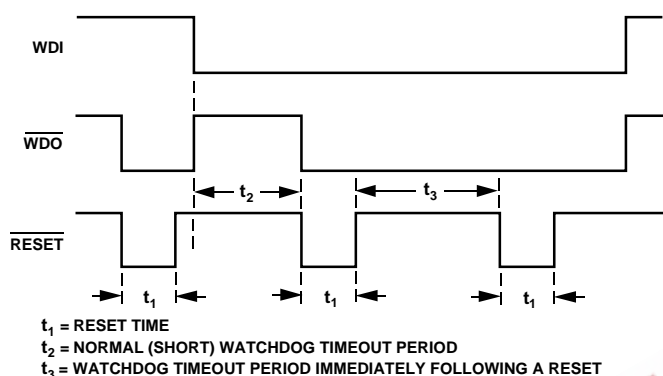 WDI
WDO
t2
t3
RESET
t1
t1
t1
t1 = RESET TIME
t2 = NORMAL (SHORT) WATCHDOG TIMEOUT PERIOD
t3 = WATCHDOG TIMEOUT PERIOD IMMEDIATELY FOLLOWING A RESET